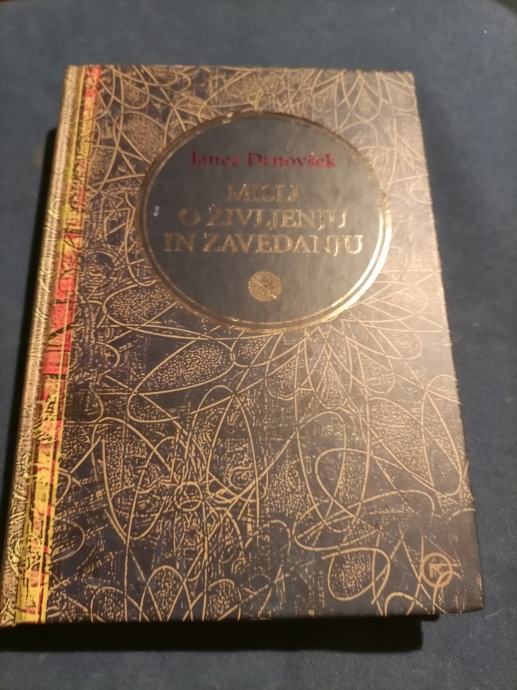 Janez Drnovšek
MISLI
O ŽIVLJENJU
IN ZAVEDANJU